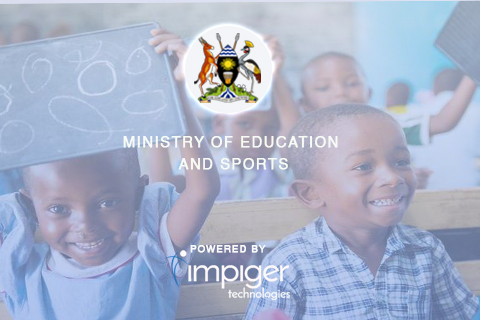 MINISTRY OF EDUCATION
AND SPORTS
POWERED BY
impiger
technologies